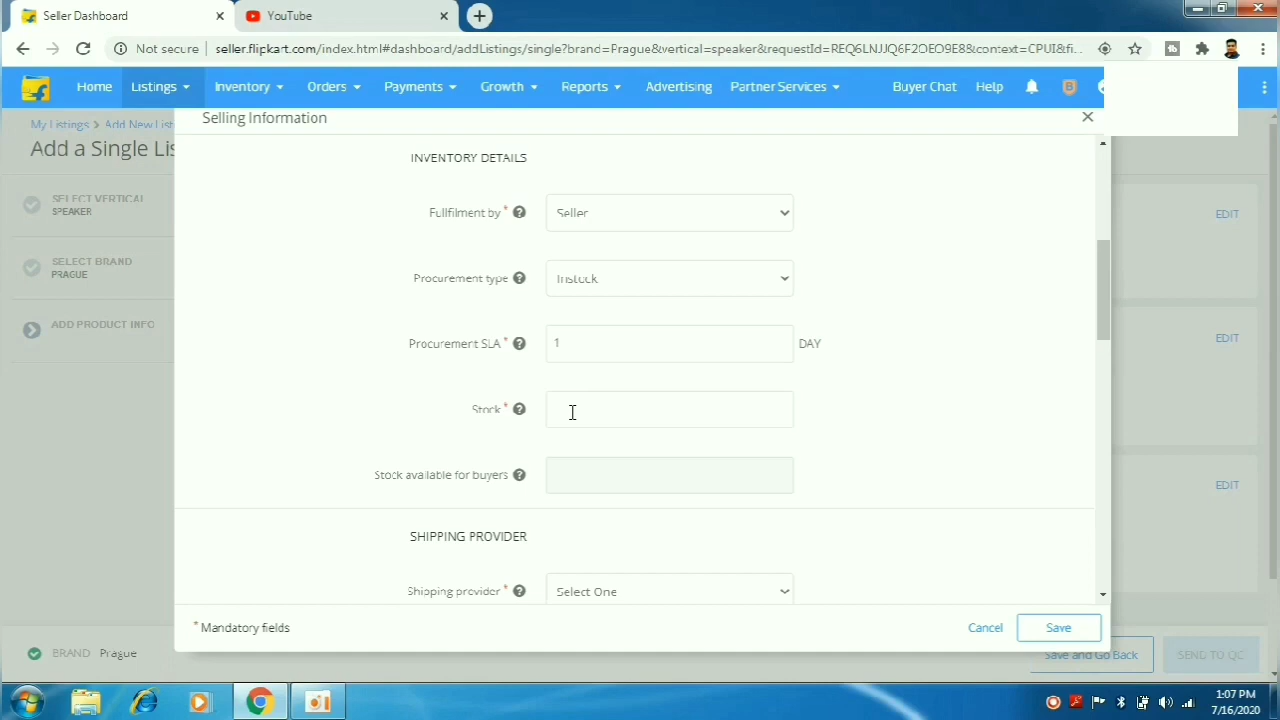 Seller Dashboard
YouTube
Not secure | seller.flipkart.com/index.html#dashboard/addListings/single?brand=Prague&vertical=speaker&requestId=REQ6LNJJQ6F2OEO9E8&context=CPUI&fi...
Home Listings Inventory Orders Payments Growth Reports Advertising Partner Services Buyer Chat Help
My Listings > Add New List
Add a Single Lis
SELECT VERTICAL
SPEAKER
SELECT BRAND
PRAGUE
ADD PRODUCT INFO
Selling Information
INVENTORY DETAILS
Fullfilment by * Seller
Procurement type Instock
Procurement SLA * 1 DAY
Stock *
Stock available for buyers
SHIPPING PROVIDER
Shipping provider * Select One
* Mandatory fields
Cancel Save
EDIT
EDIT
EDIT
BRAND Prague
Save and Go Back SEND TO QC
1:07 PM
7/16/2020